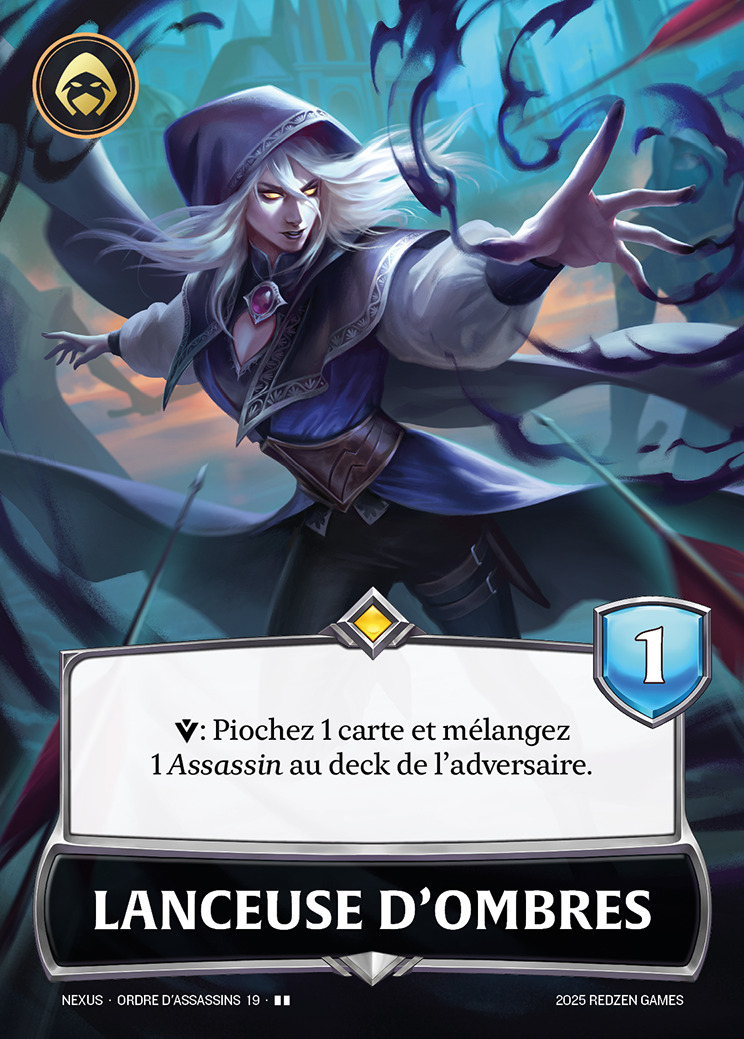 1
: Piochez 1 carte et mélangez
1 Assassin au deck de l’adversaire.
LANCEUSE D’OMBRES
NEXUS · ORDRE D’ASSASSINS 19 ·
2025 REDZEN GAMES